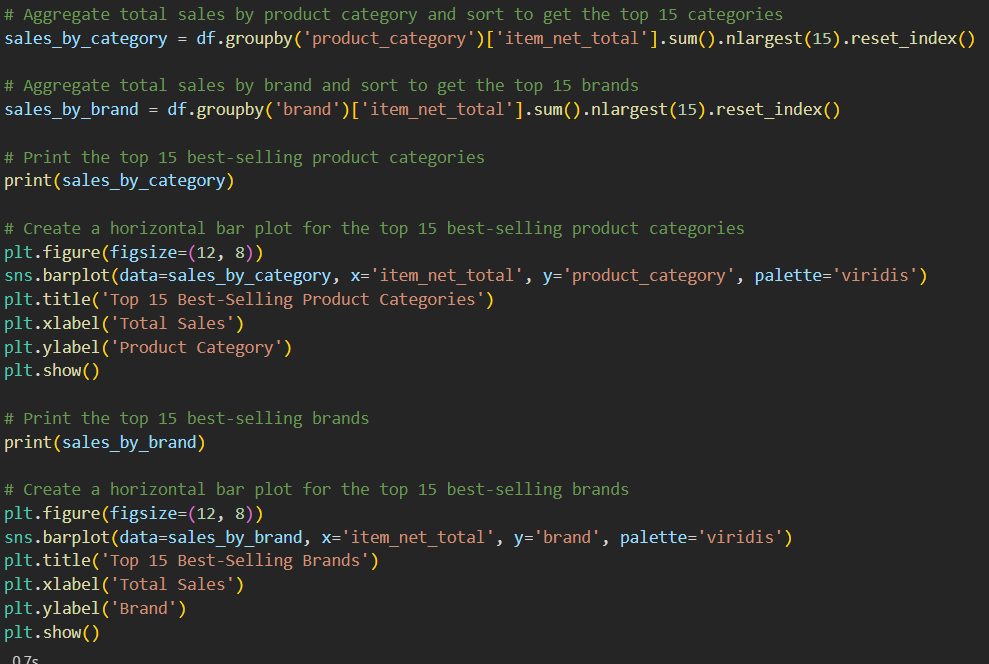 # Aggregate total sales by product category and sort to get the top 15 categories
sales_by_category = df.groupby('product_category')['item_net_total'].sum().nlargest(15).reset_index()
# Aggregate total sales by brand and sort to get the top 15 brands
sales_by_brand = df.groupby('brand')['item_net_total'].sum().nlargest(15).reset_index()
# Print the top 15 best-selling product categories
print(sales_by_category)
# Create a horizontal bar plot for the top 15 best-selling product categories
plt.figure(figsize=(12, 8))
sns.barplot(data=sales_by_category, x='item_net_total', y='product_category', palette='viridis')
plt.title('Top 15 Best-Selling Product Categories')
plt.xlabel('Total Sales')
plt.ylabel('Product Category')
plt.show()
# Print the top 15 best-selling brands
print(sales_by_brand)
# Create a horizontal bar plot for the top 15 best-selling brands
plt.figure(figsize=(12, 8))
sns.barplot(data=sales_by_brand, x='item_net_total', y='brand', palette='viridis')
plt.title('Top 15 Best-Selling Brands')
plt.xlabel('Total Sales')
plt.ylabel('Brand')
plt.show()
0.7s